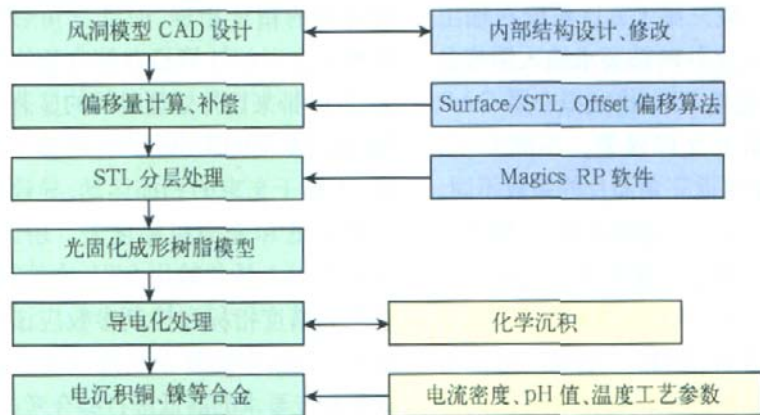 风洞模型 CAD 设计
内部结构设计、修改
偏移量计算、补偿
Surface/STL Offset 偏移算法
STL 分层处理
Magics RP 软件
光固化成形树脂模型
导电化处理
化学沉积
电沉积铜、镍等合金
电流密度、pH 值、温度工艺参数